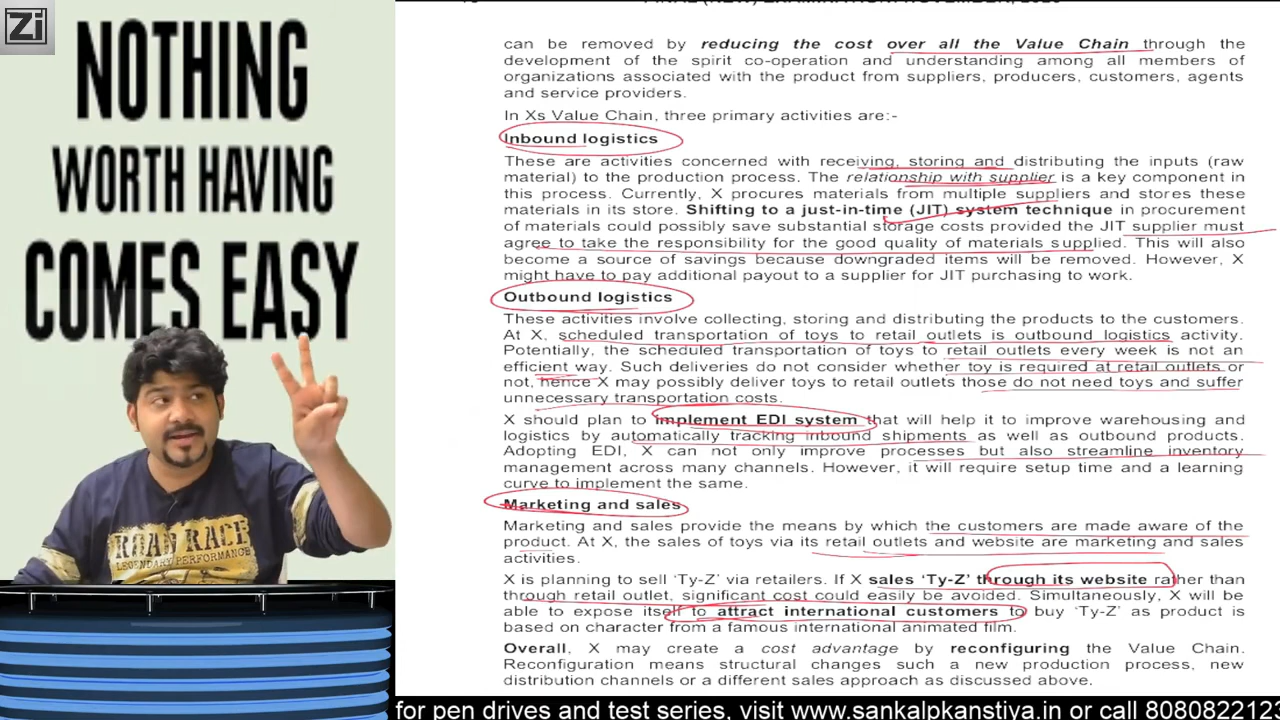 Zi
NOTHING
WORTH HAVING
COMES EASY
ROAD RACE
LEGENDARY PERFORMANCE
can be removed by reducing the cost over all the Value Chain through the
development of the spirit co-operation and understanding among all members of
organizations associated with the product from suppliers, producers, customers, agents
and service providers.
In Xs Value Chain, three primary activities are:-
Inbound logistics
These are activities concerned with receiving, storing and distributing the inputs (raw
material) to the production process. The relationship with supplier is a key component in
this process. Currently, X procures materials from multiple suppliers and stores these
materials in its store. Shifting to a just-in-time (JIT) system technique in procurement
of materials could possibly save substantial storage costs provided the JIT supplier must
agree to take the responsibility for the good quality of materials supplied. This will also
become a source of savings because downgraded items will be removed. However, X
might have to pay additional payout to a supplier for JIT purchasing to work.
Outbound logistics
These activities involve collecting, storing and distributing the products to the customers.
At X, scheduled transportation of toys to retail outlets is outbound logistics activity.
Potentially, the scheduled transportation of toys to retail outlets every week is not an
efficient way. Such deliveries do not consider whether toy is required at retail outlets or
not, hence X may possibly deliver toys to retail outlets those do not need toys and suffer
unnecessary transportation costs.
X should plan to implement EDI system that will help it to improve warehousing and
logistics by automatically tracking inbound shipments as well as outbound products.
Adopting EDI, X can not only improve processes but also streamline inventory
management across many channels. However, it will require setup time and a learning
curve to implement the same.
Marketing and sales
Marketing and sales provide the means by which the customers are made aware of the
product. At X, the sales of toys via its retail outlets and website are marketing and sales
activities.
X is planning to sell ‘Ty-Z’ via retailers. If X sales ‘Ty-Z’ through its website rather than
through retail outlet, significant cost could easily be avoided. Simultaneously, X will be
able to expose itself to attract international customers to buy ‘Ty-Z’ as product is
based on character from a famous international animated film.
Overall, X may create a cost advantage by reconfiguring the Value Chain.
Reconfiguration means structural changes such a new production process, new
distribution channels or a different sales approach as discussed above.
for pen drives and test series, visit www.sankalpkanstiya.in or call 8080822123